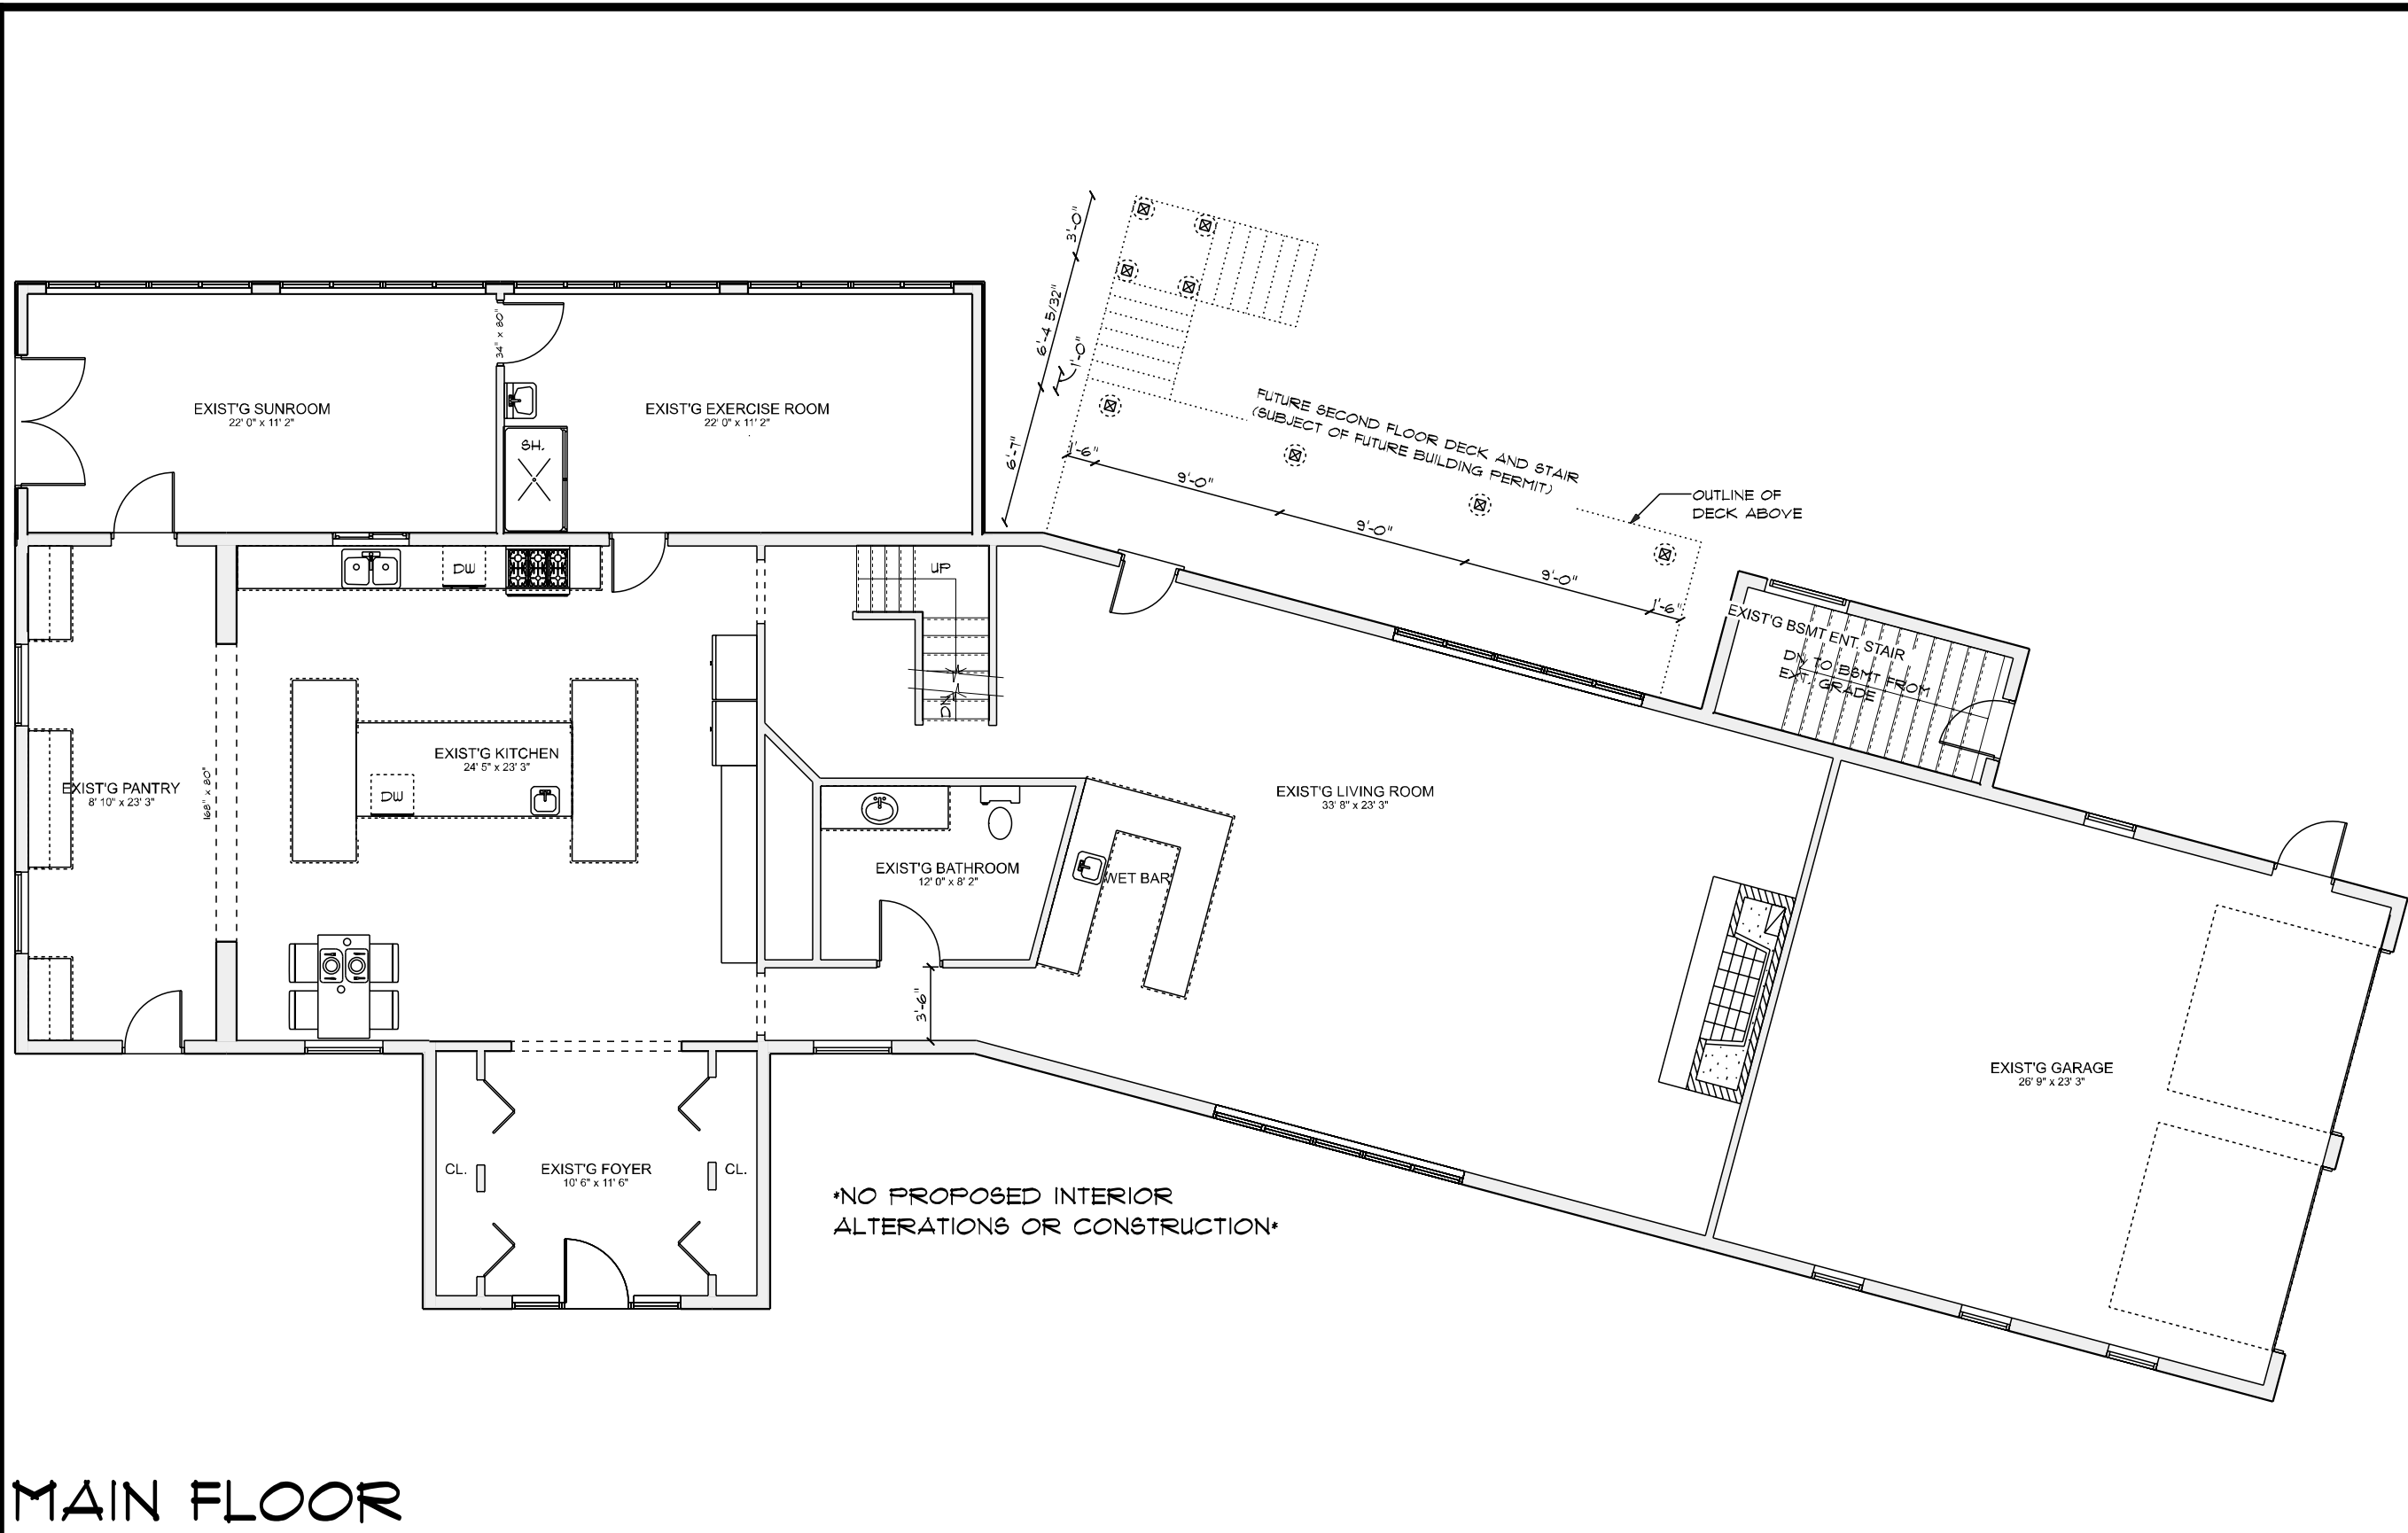 3'-0"
6'-4 5/32"
1'-0"
6'-7"
34" x 80"
EXIST'G SUNROOM
22' 0" x 11' 2"
EXIST'G EXERCISE ROOM
22' 0" x 11' 2"
SH.
FUTURE SECOND FLOOR DECK AND STAIR
(SUBJECT OF FUTURE BUILDING PERMIT)
1'-6"
9'-0"
9'-0"
9'-0"
1'-6"
OUTLINE OF
DECK ABOVE
DW
UP
DN
EXIST'G BSMT ENT. STAIR
DN TO BSMT FROM
EXT. GRADE
EXIST'G KITCHEN
24' 5" x 23' 3"
DW
EXIST'G PANTRY
8' 10" x 23' 3"
168" x 80"
EXIST'G LIVING ROOM
33' 8" x 23' 3"
EXIST'G BATHROOM
12' 0" x 8' 2"
WET BAR
3'-6"
EXIST'G GARAGE
26' 9" x 23' 3"
CL.
EXIST'G FOYER
10' 6" x 11' 6"
CL.
*NO PROPOSED INTERIOR
ALTERATIONS OR CONSTRUCTION*
MAIN FLOOR